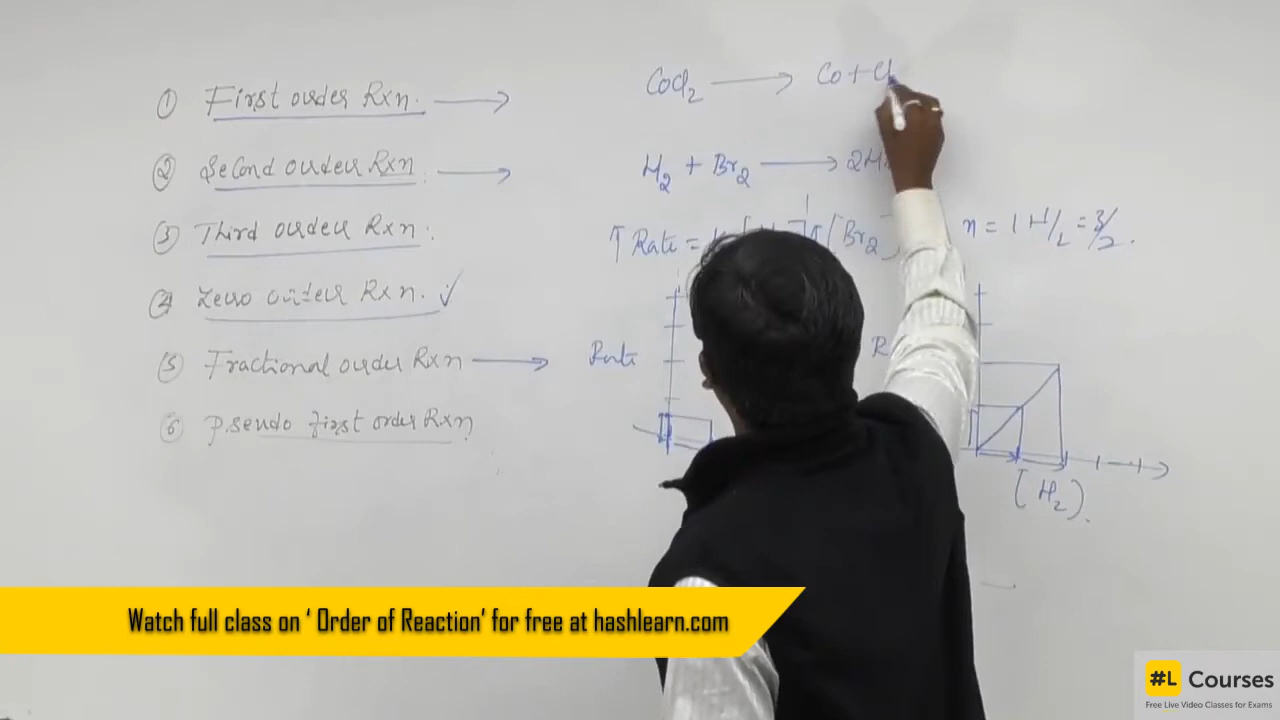 ① First order Rxn.
② Second order Rxn.
③ Third order Rxn.
④ Zero order Rxn. ✓
⑤ Fractional order Rxn
⑥ Pseudo first order Rxn
COCl₂ → CO + Cl
H₂ + Br₂ → 2H
↑ Rate = K [H ]¹↑ [Br₂] n = 1 + 1/2 = 3/2.
Rate R
[H₂].
Watch full class on ‘ Order of Reaction’ for free at hashlearn.com
#L Courses
Free Live Video Classes for Exams